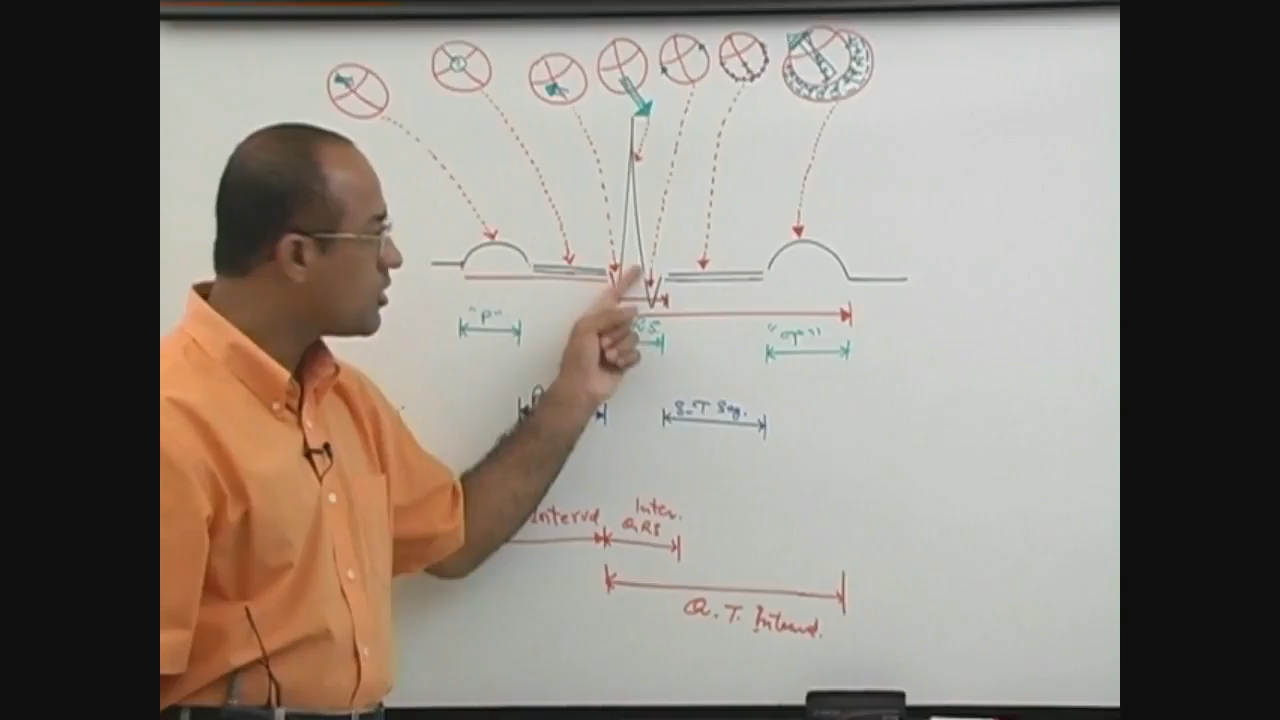 "P"
"T"
S-T Seg.
Interval
Inter.
QRS
Q.T. Interval.